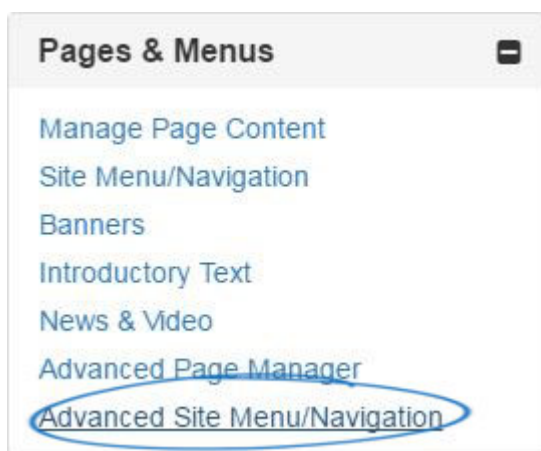 Pages & Menus
Manage Page Content
Site Menu/Navigation
Banners
Introductory Text
News & Video
Advanced Page Manager
Advanced Site Menu/Navigation